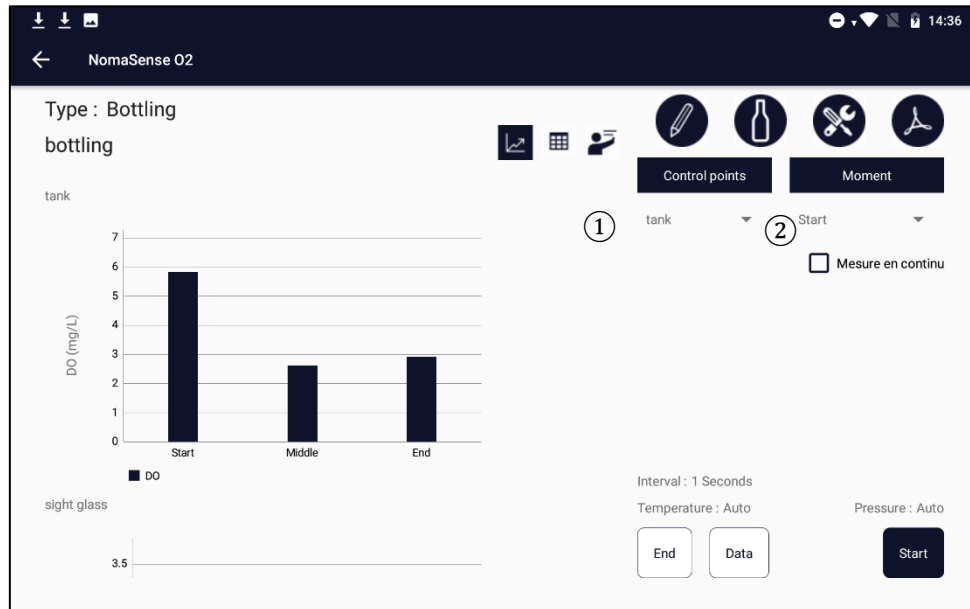 14:36
NomaSense O2
Type : Bottling
bottling
tank
7
6
5
4
3
2
1
0
DO (mg/L)
Start Middle End
DO
sight glass
3.5
Control points Moment
① tank ② Start
Mesure en continu
Interval : 1 Seconds
Temperature : Auto Pressure : Auto
End Data Start